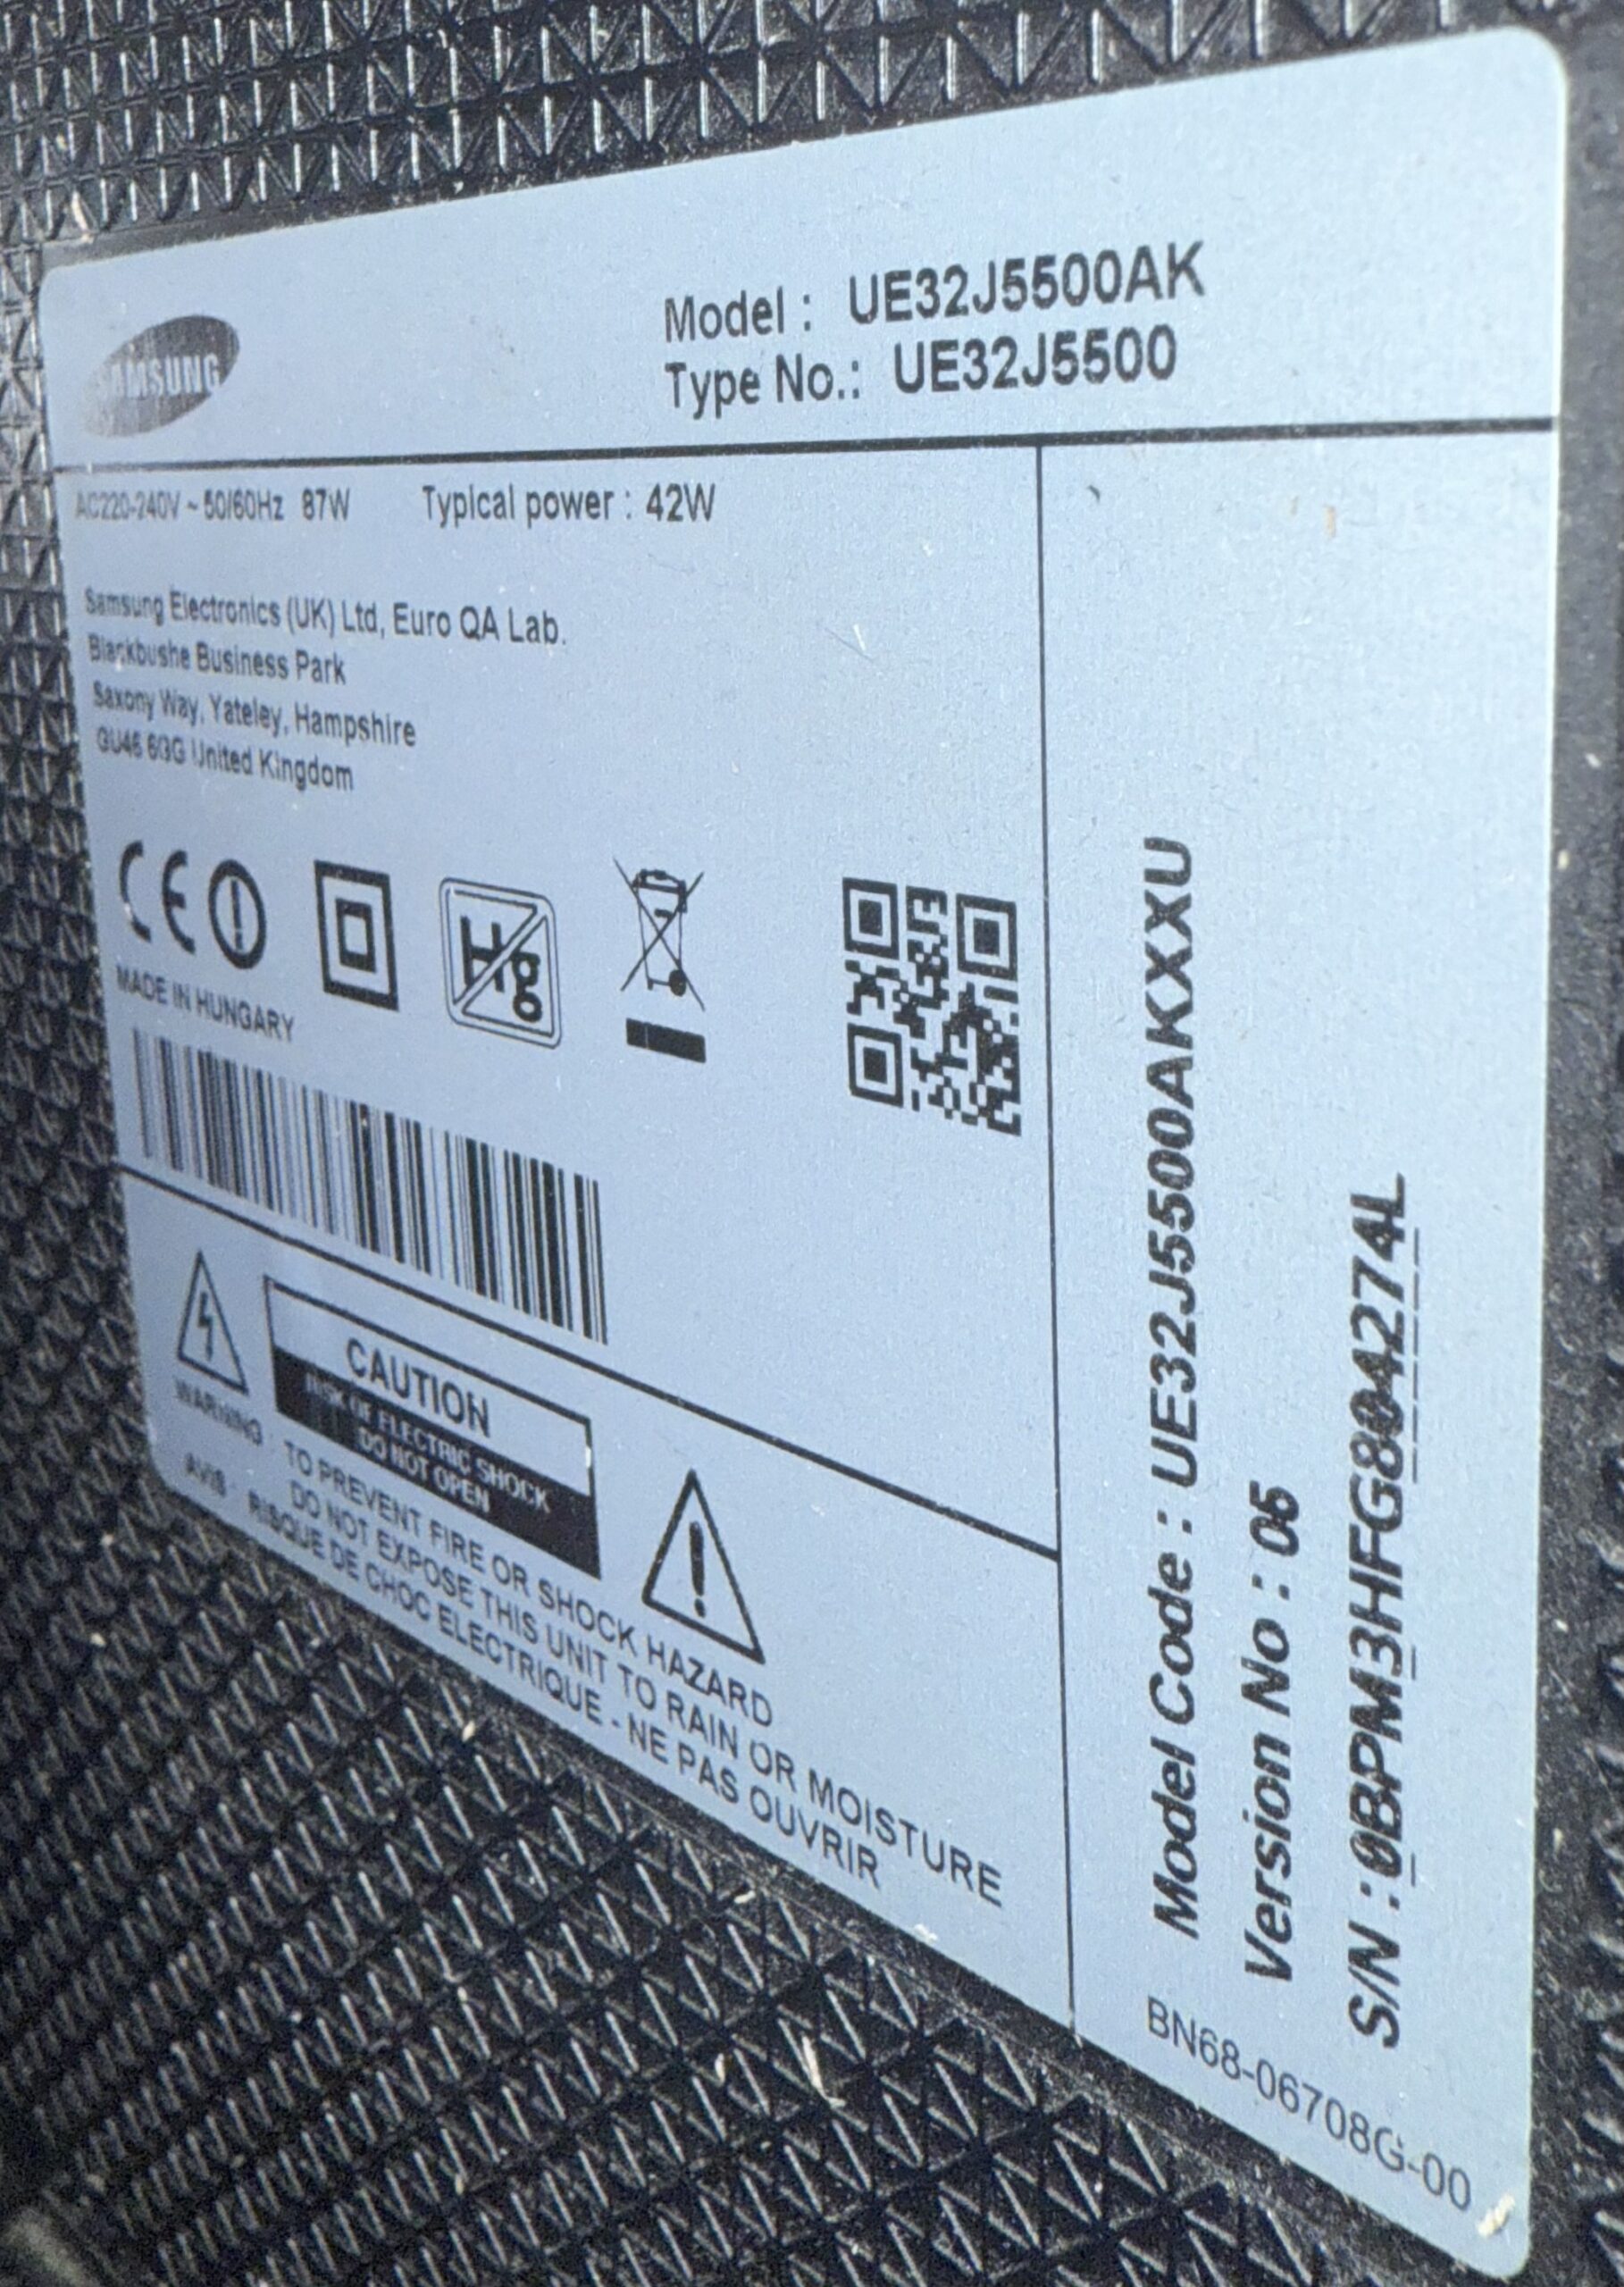 SAMSUNG
Model : UE32J5500AK
Type No.: UE32J5500
AC220-240V ~ 50/60Hz 87W Typical power : 42W
Samsung Electronics (UK) Ltd, Euro QA Lab.
Blackbushe Business Park
Saxony Way, Yateley, Hampshire
GU46 6GG United Kingdom
CE
Hg
MADE IN HUNGARY
CAUTION
RISK OF ELECTRIC SHOCK
DO NOT OPEN
WARNING : TO PREVENT FIRE OR SHOCK HAZARD
DO NOT EXPOSE THIS UNIT TO RAIN OR MOISTURE
AVIS : RISQUE DE CHOC ELECTRIQUE - NE PAS OUVRIR
Model Code : UE32J5500AKXXU
Version No : 05
S/N :0BPM3HFG804274L
BN68-06708G-00